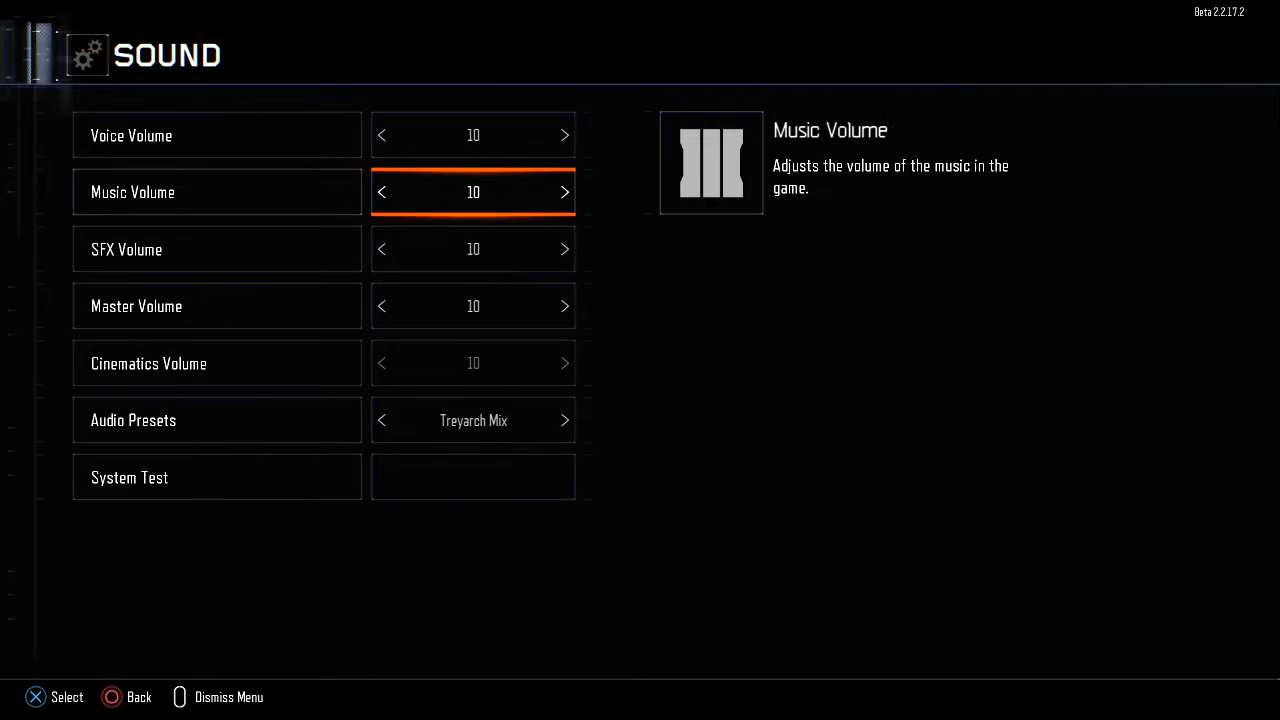 Beta 2.2.17.2
SOUND
Voice Volume
< 10 >
Music Volume
< 10 >
SFX Volume
< 10 >
Master Volume
< 10 >
Cinematics Volume
< 10 >
Audio Presets
< Treyarch Mix >
System Test
Music Volume
Adjusts the volume of the music in the
game.
Select Back Dismiss Menu